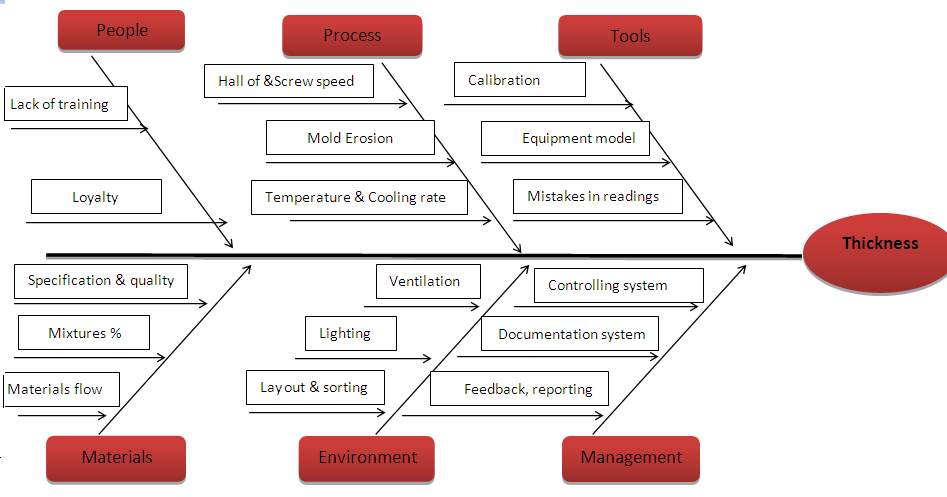 People
Process
Tools
Hall of &Screw speed
Calibration
Lack of training
Mold Erosion
Equipment model
Loyalty
Temperature & Cooling rate
Mistakes in readings
Thickness
Specification & quality
Ventilation
Controlling system
Mixtures %
Lighting
Documentation system
Materials flow
Lay out & sorting
Feedback, reporting
Materials
Environment
Management